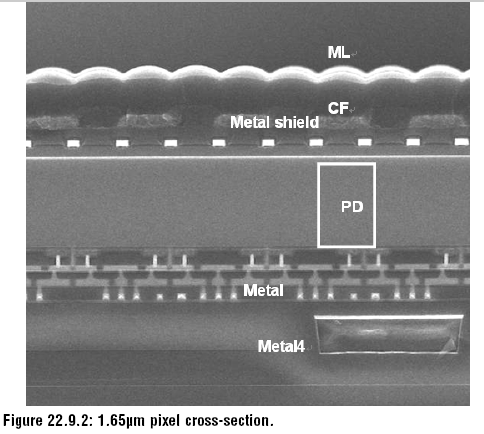 ML
CF
Metal shield
PD
Metal
Metal4
Figure 22.9.2: 1.65µm pixel cross-section.